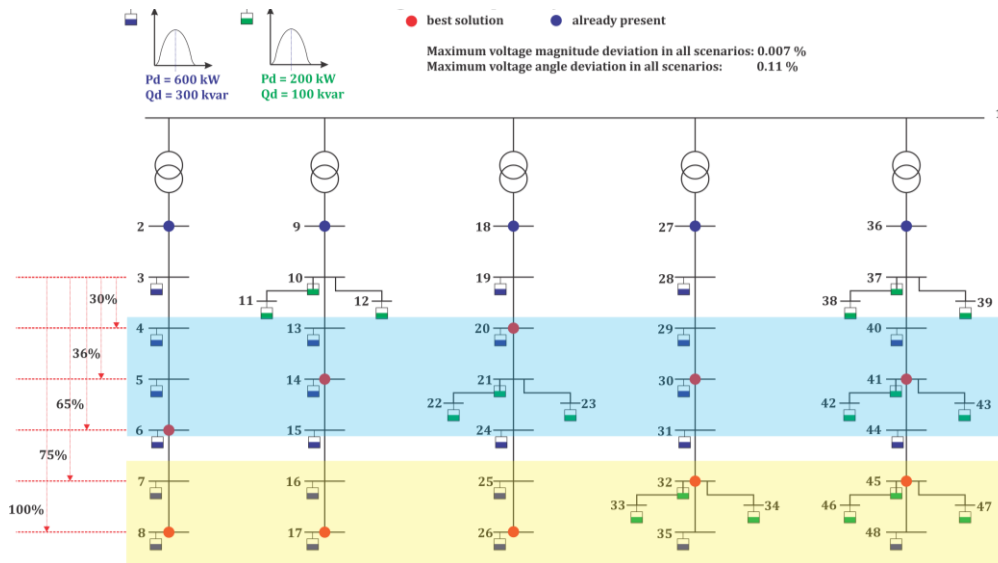 best solution
already present
Maximum voltage magnitude deviation in all scenarios: 0.007 %
Maximum voltage angle deviation in all scenarios: 0.11 %
Pd = 600 kW
Qd = 300 kvar
Pd = 200 kW
Qd = 100 kvar
2 9 18 27 36
3 10 19 28 37
30%
11 12 38 39
4 13 20 29 40
36%
5 14 21 30 41
65%
22 23 42 43
6 15 24 31 44
75%
7 16 25 32 45
100%
33 34 46 47
8 17 26 35 48